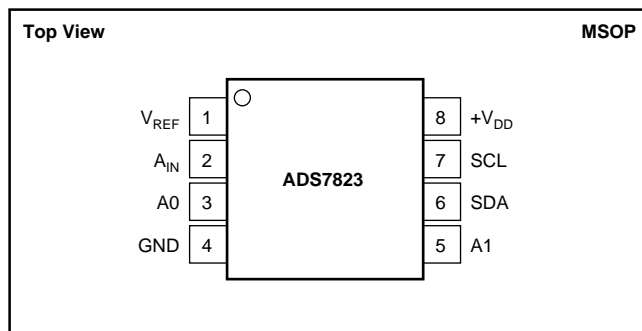 Top View MSOP
V_REF 1 8 +V_DD
A_IN 2 7 SCL
ADS7823
A0 3 6 SDA
GND 4 5 A1